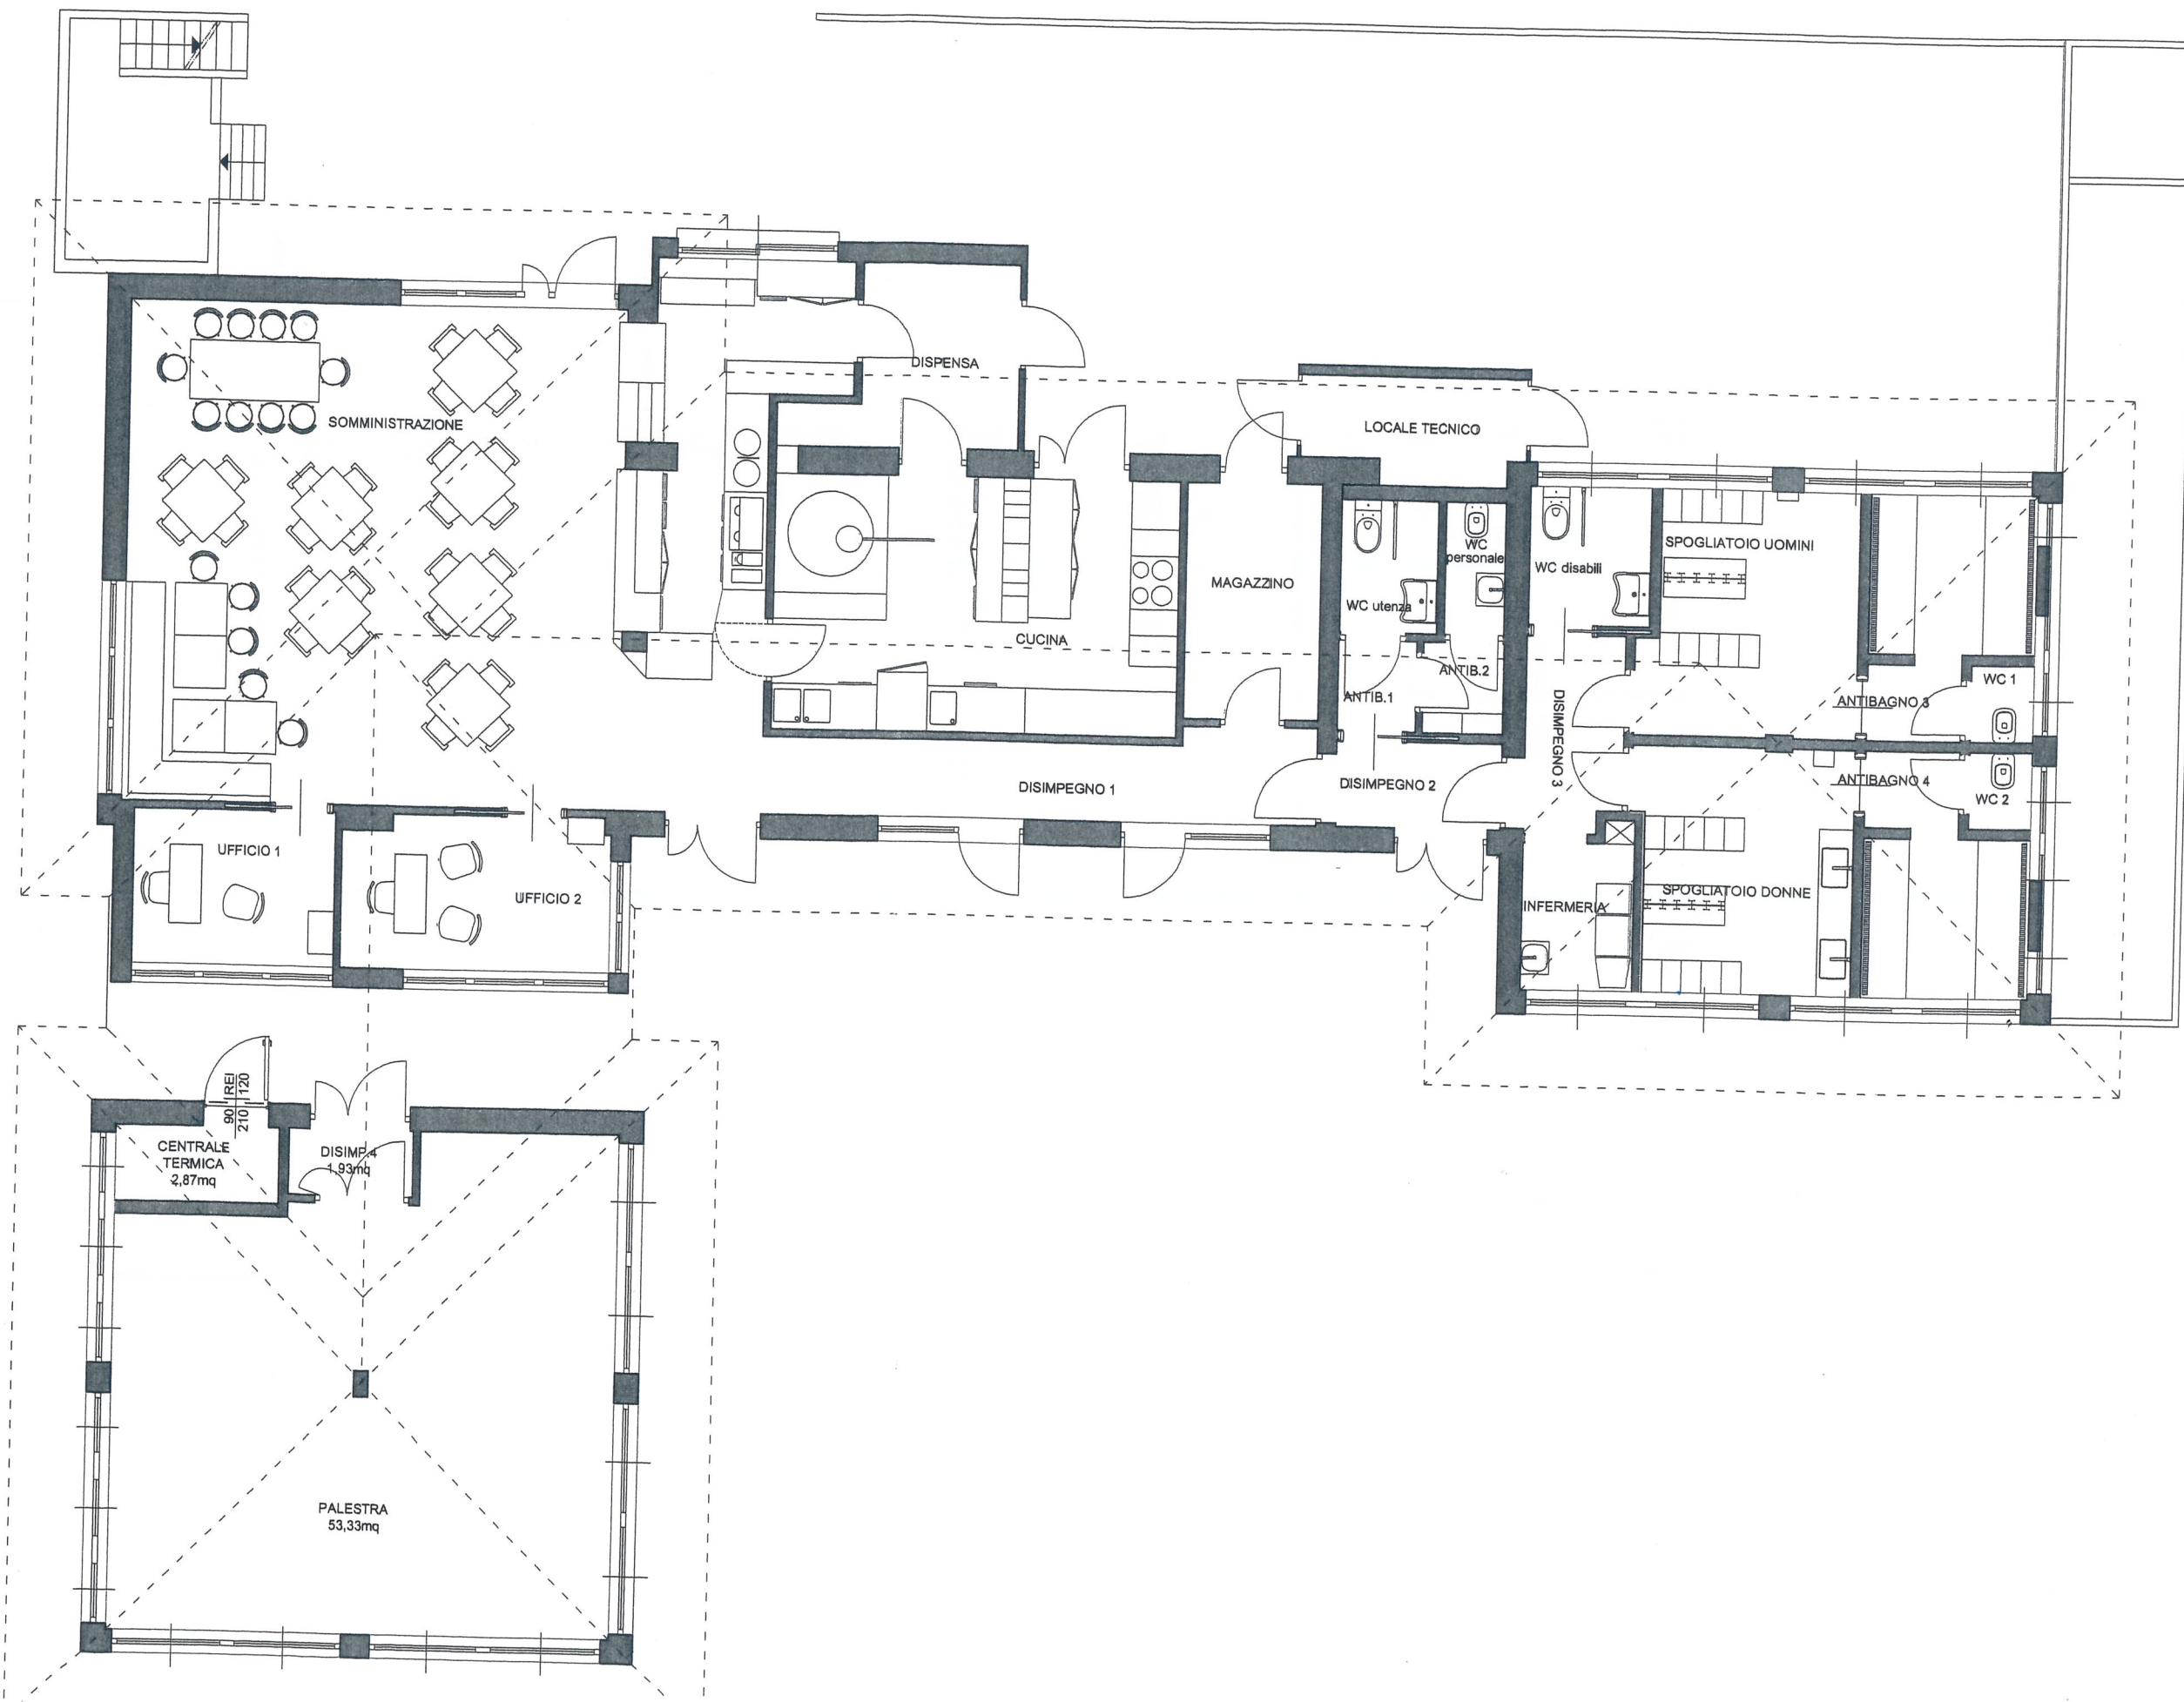 DISPENSA
SOMMINISTRAZIONE
LOCALE TECNICO
SPOGLIATOIO UOMINI
WC
personale
WC disabili
MAGAZZINO
WC utenza
CUCINA
ANTIB.2
ANTIB.1
WC 1
ANTIBAGNO 3
DISIMPEGNO 3
DISIMPEGNO 1
DISIMPEGNO 2
ANTIBAGNO 4
WC 2
UFFICIO 1
UFFICIO 2
INFERMERIA
SPOGLIATOIO DONNE
90 REI
210 120
CENTRALE
TERMICA
2,87mq
DISIMP.4
1,93mq
PALESTRA
53,33mq